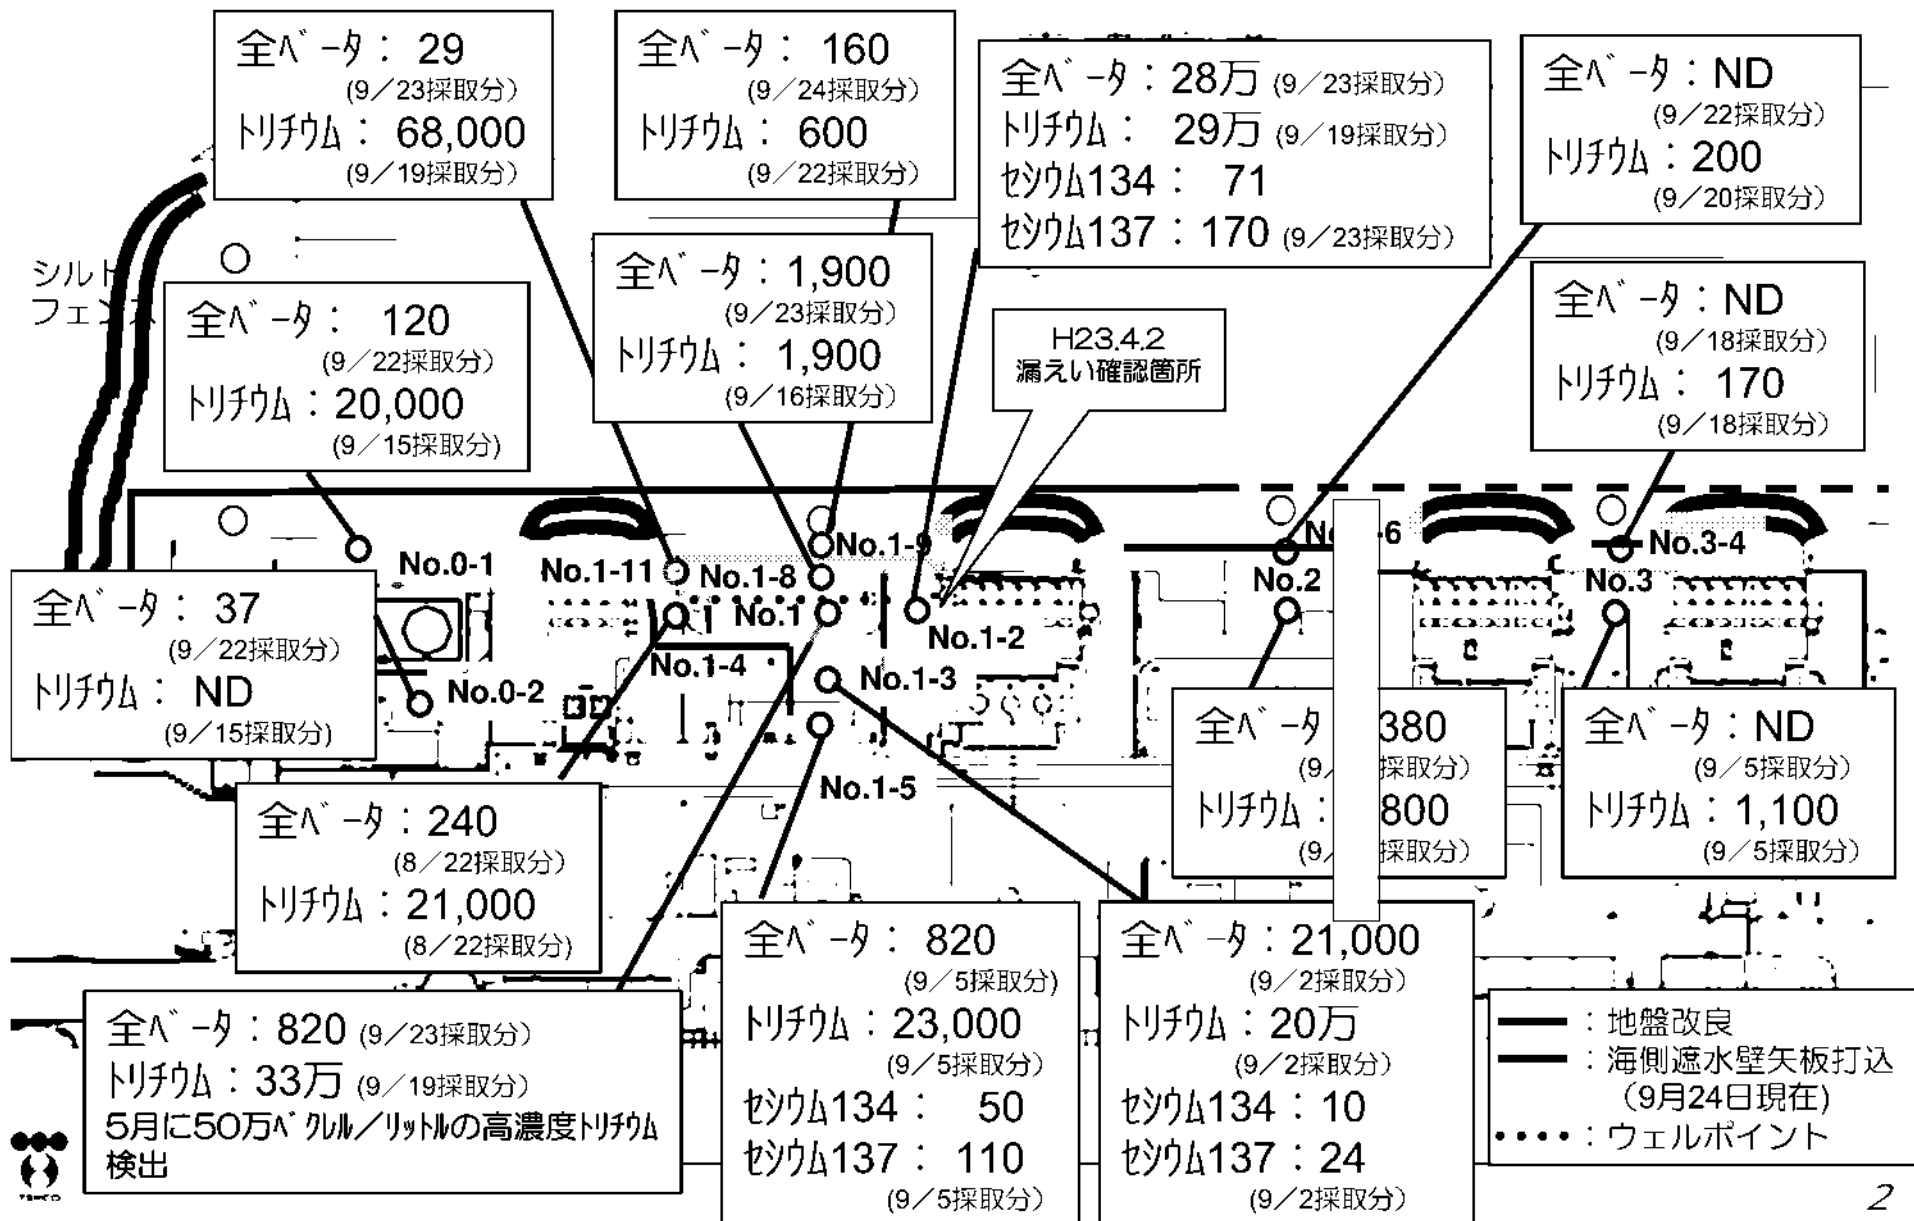 全ベータ： 29
(9／23採取分)
トリチウム： 68,000
(9／19採取分)
全ベータ： 160
(9／24採取分)
トリチウム： 600
(9／22採取分)
全ベータ：28万 (9／23採取分)
トリチウム： 29万 (9／19採取分)
セシウム134： 71
セシウム137：170 (9／23採取分)
全ベータ：ND
(9／22採取分)
トリチウム：200
(9／20採取分)
シルト
フェンス
全ベータ： 120
(9／22採取分)
トリチウム：20,000
(9／15採取分)
全ベータ：1,900
(9／23採取分)
トリチウム：1,900
(9／16採取分)
H23.4.2
漏えい確認箇所
全ベータ：ND
(9／18採取分)
トリチウム：170
(9／18採取分)
No.0-1
No.1-11
No.1-8
No.1-9
No.1
No.1-2
No.1-4
No.1-3
No.0-2
No.1-5
-6
No.2
No.3-4
No.3
全ベータ：37
(9／22採取分)
トリチウム：ND
(9／15採取分)
全ベータ：240
(8／22採取分)
トリチウム：21,000
(8／22採取分)
全ベータ 380
(9／ 採取分)
トリチウム： 800
(9／ 採取分)
全ベータ：ND
(9／5採取分)
トリチウム：1,100
(9／5採取分)
全ベータ：820 (9／23採取分)
トリチウム：33万 (9／19採取分)
5月に50万ベクレル／リットルの高濃度トリチウム
検出
全ベータ： 820
(9／5採取分)
トリチウム：23,000
(9／5採取分)
セシウム134： 50
セシウム137： 110
(9／5採取分)
全ベータ：21,000
(9／2採取分)
トリチウム：20万
(9／2採取分)
セシウム134：10
セシウム137：24
(9／2採取分)
：地盤改良
：海側遮水壁矢板打込
(9月24日現在)
：ウェルポイント
TEPCO
2